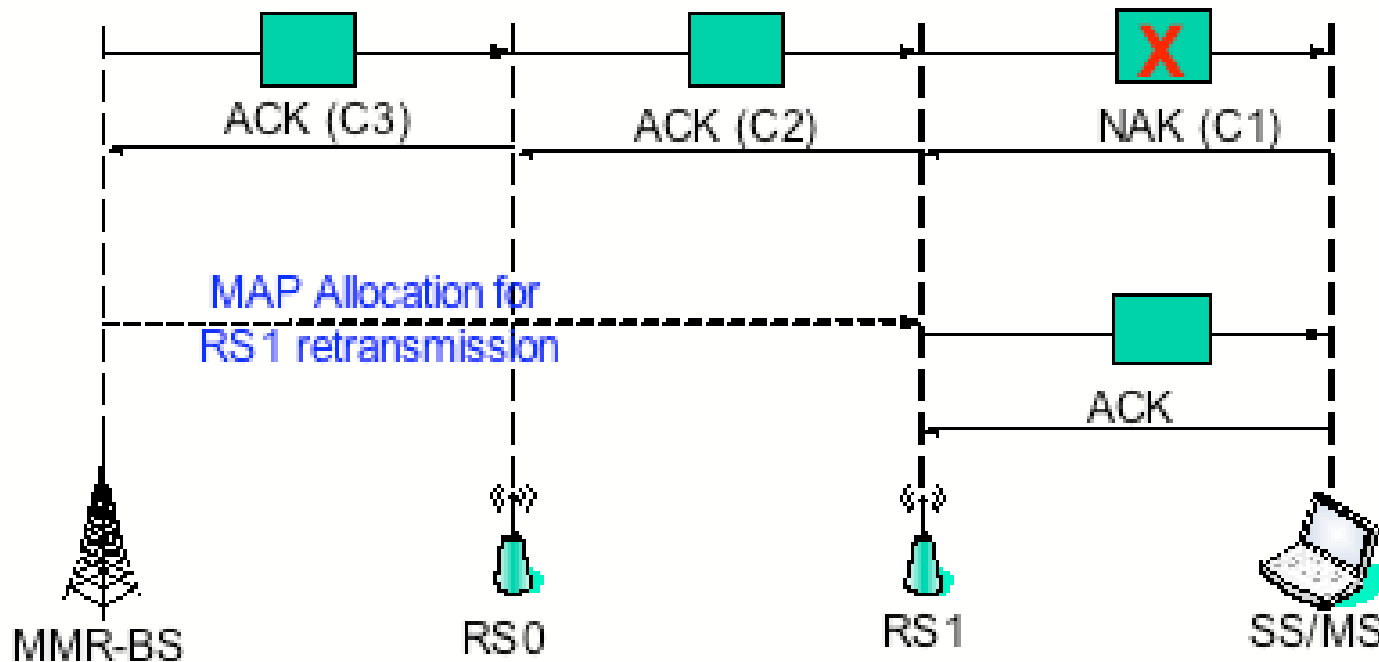 X
ACK (C3)
ACK (C2)
NAK (C1)
MAP Allocation for
RS1 retransmission
ACK
MMR-BS
RS0
RS1
SS/MS